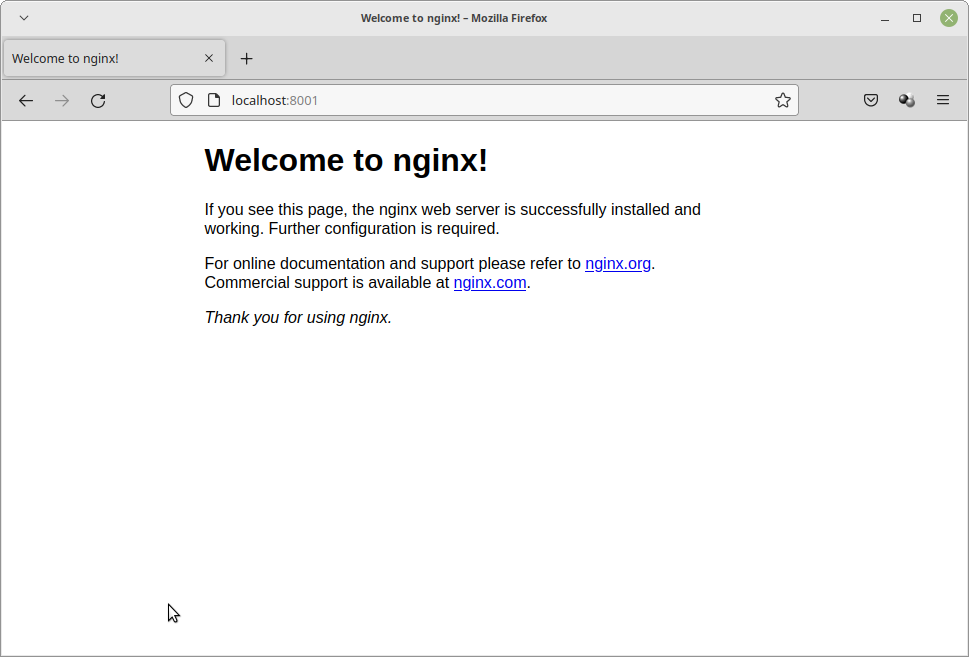 Welcome to nginx! – Mozilla Firefox
Welcome to nginx!
localhost:8001
Welcome to nginx!
If you see this page, the nginx web server is successfully installed and
working. Further configuration is required.
For online documentation and support please refer to nginx.org.
Commercial support is available at nginx.com.
Thank you for using nginx.